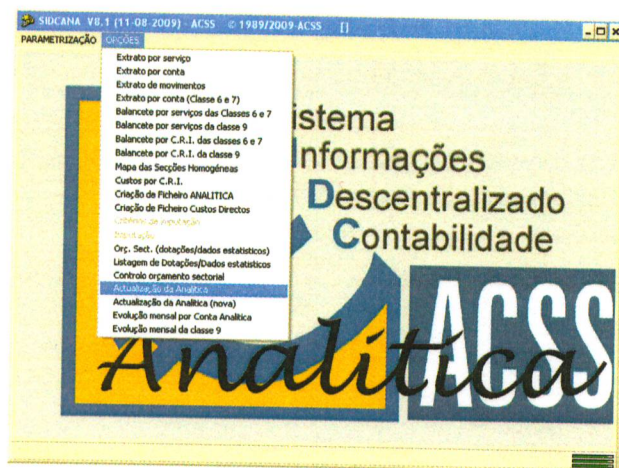 SIDCANA V8.1 (11-08-2009) - ACSS © 1989/2009-ACSS []
PARAMETRIZAÇÃO OPÇÕES
Extrato por serviço
Extrato por conta
Extrato de movimentos
Extrato por conta (Classe 6 e 7)
Balancete por serviços das Classes 6 e 7
Balancete por serviços da classe 9
Balancete por C.R.I. das classes 6 e 7
Balancete por C.R.I. da classe 9
Mapa das Secções Homogéneas
Custos por C.R.I.
Criação de Ficheiro ANALITICA
Criação de Ficheiro Custos Directos
Critérios de imputação
Imputação
Orç. Sect. (dotações/dados estatisticos)
Listagem de Dotações/Dados estatisticos
Controlo orçamento sectorial
Actualização da Analitica
Actualização da Analitica (nova)
Evolução mensal por Conta Analitica
Evolução mensal da classe 9
istema
Informações
Descentralizado
Contabilidade
Analítica
ACSS